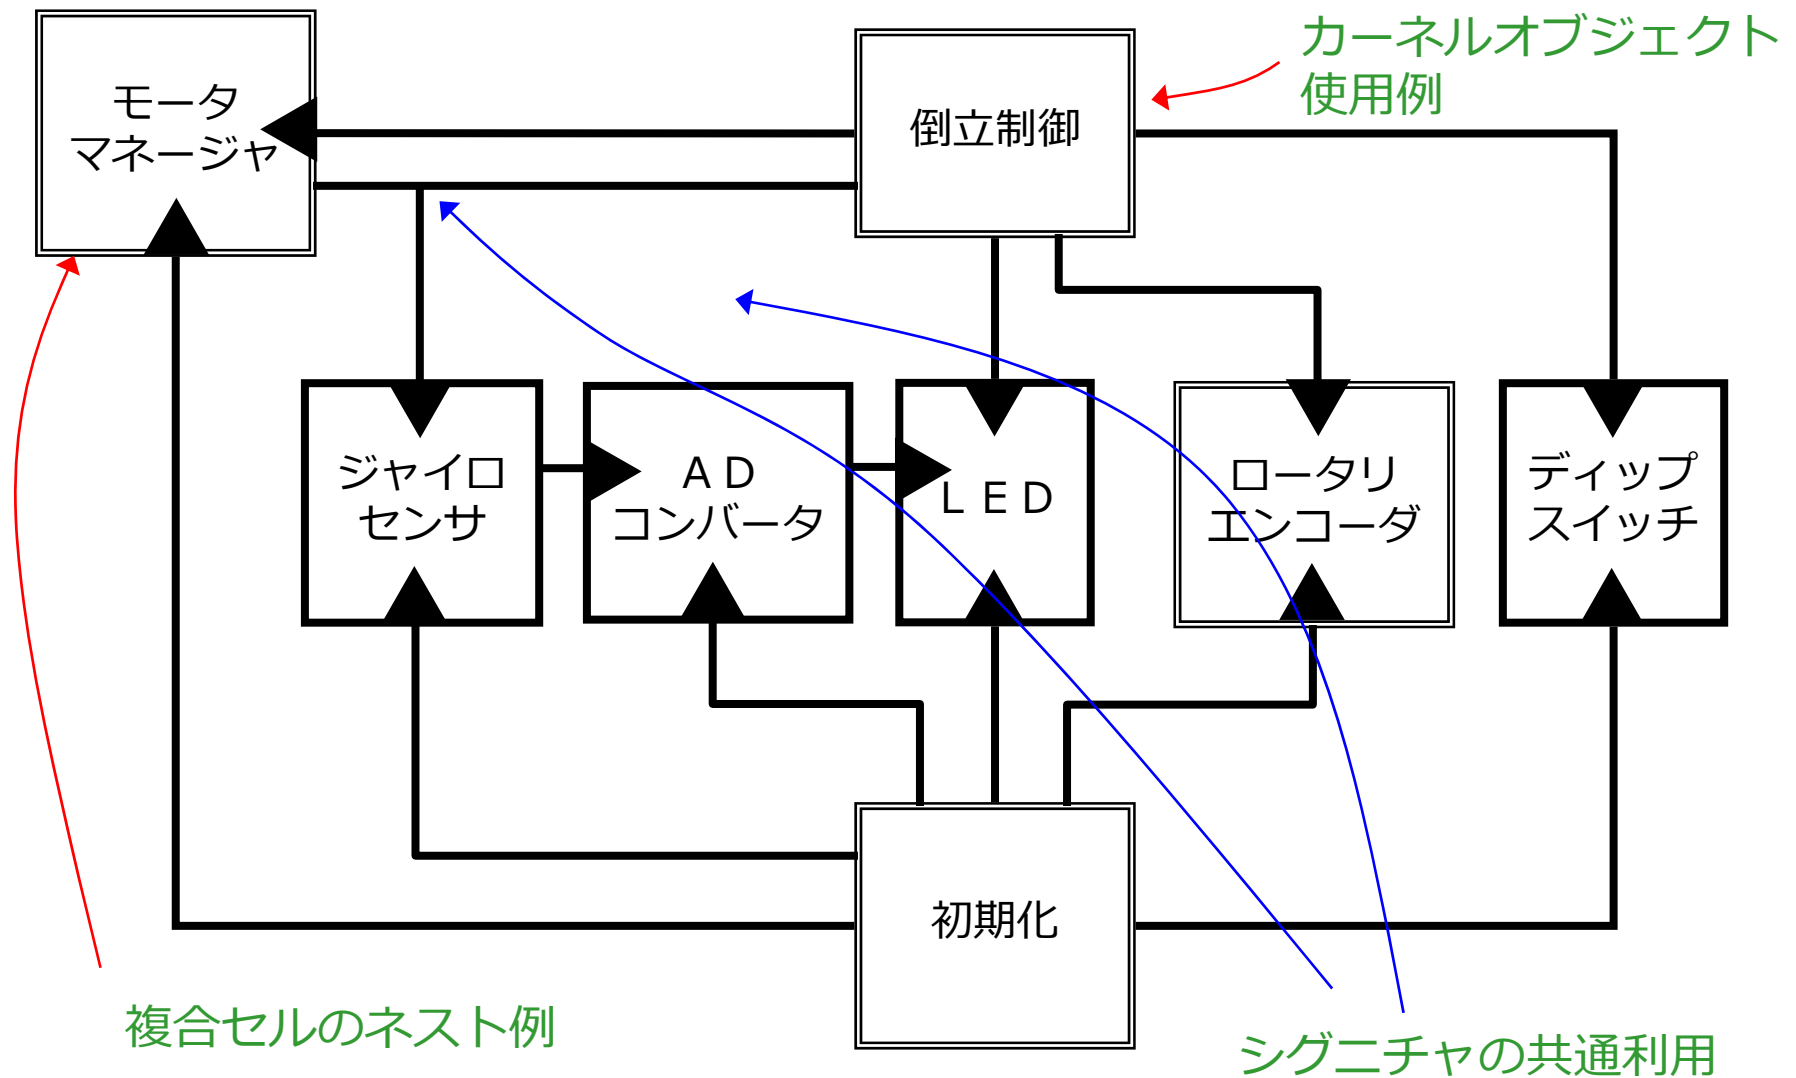 カーネルオブジェクト
使用例
モータ
マネージャ
倒立制御
ジャイロ
センサ
ＡＤ
コンバータ
ＬＥＤ
ロータリ
エンコーダ
ディップ
スイッチ
初期化
複合セルのネスト例
シグニチャの共通利用